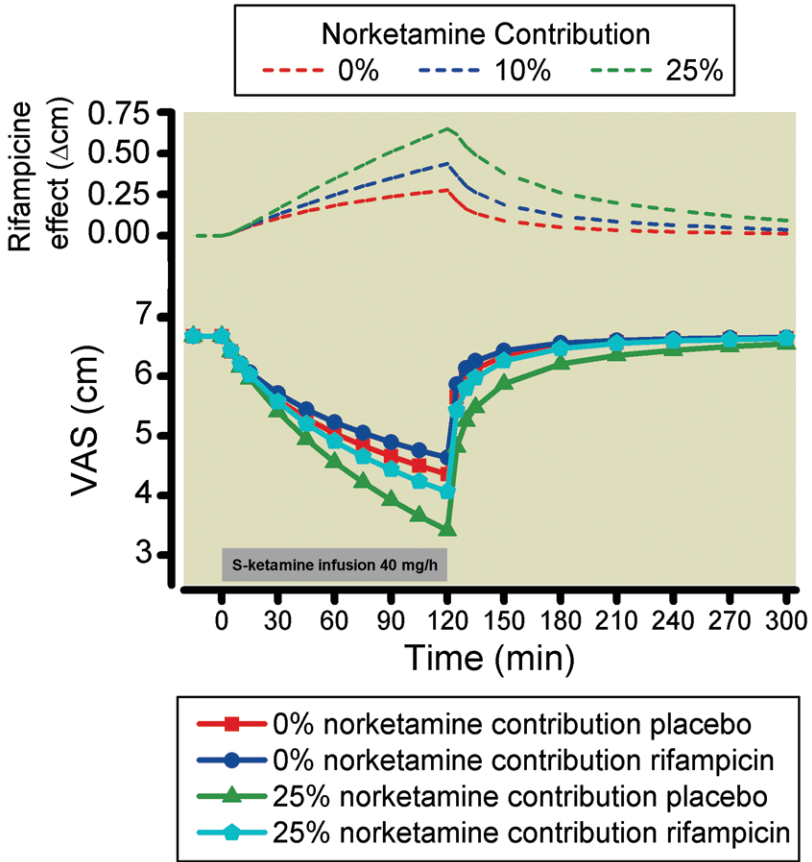 Norketamine Contribution
0% 10% 25%
Rifampicine
effect (Δcm)
0.75
0.50
0.25
0.00
VAS (cm)
7
6
5
4
3
S-ketamine infusion 40 mg/h
0 30 60 90 120 150 180 210 240 270 300
Time (min)
0% norketamine contribution placebo
0% norketamine contribution rifampicin
25% norketamine contribution placebo
25% norketamine contribution rifampicin